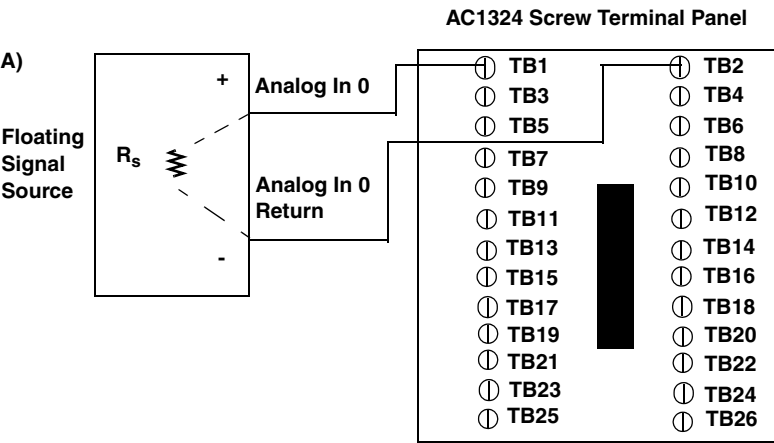 AC1324 Screw Terminal Panel
A)
+
Analog In 0
Floating
Signal
Source
Rs
Analog In 0
Return
-
TB1
TB2
TB3
TB4
TB5
TB6
TB7
TB8
TB9
TB10
TB11
TB12
TB13
TB14
TB15
TB16
TB17
TB18
TB19
TB20
TB21
TB22
TB23
TB24
TB25
TB26